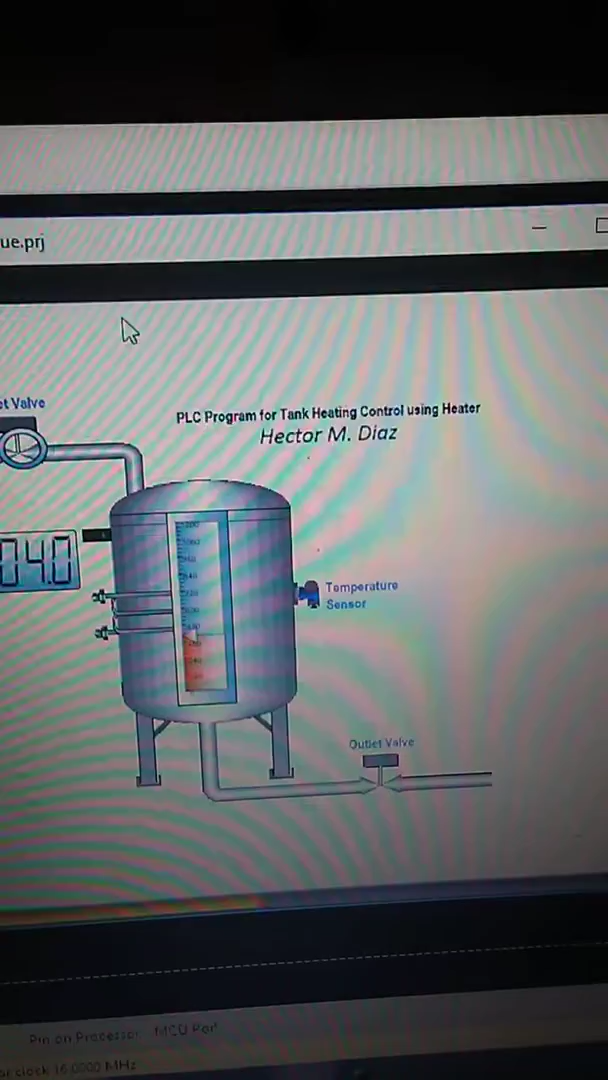 ue.prj
et Valve
PLC Program for Tank Heating Control using Heater
Hector M. Diaz
04.0
Temperature
Sensor
Outlet Valve
Pin on Processor MCU Port
or clock 16.0000 MHz